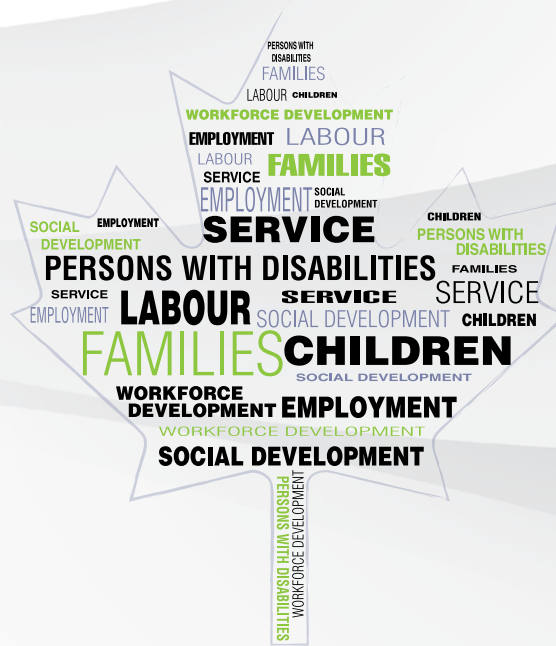 PERSONS WITH
DISABILITIES
FAMILIES
LABOUR CHILDREN
WORKFORCE DEVELOPMENT
EMPLOYMENT LABOUR
LABOUR FAMILIES
SERVICE
EMPLOYMENT SOCIAL
DEVELOPMENT
SERVICE
SOCIAL EMPLOYMENT
DEVELOPMENT
CHILDREN
PERSONS WITH
DISABILITIES
PERSONS WITH DISABILITIES FAMILIES
SERVICE LABOUR SERVICE SERVICE
EMPLOYMENT SOCIAL DEVELOPMENT CHILDREN
FAMILIES CHILDREN
SOCIAL DEVELOPMENT
WORKFORCE
DEVELOPMENT EMPLOYMENT
WORKFORCE DEVELOPMENT
SOCIAL DEVELOPMENT
PERSONS WITH DISABILITIES
WORKFORCE DEVELOPMENT